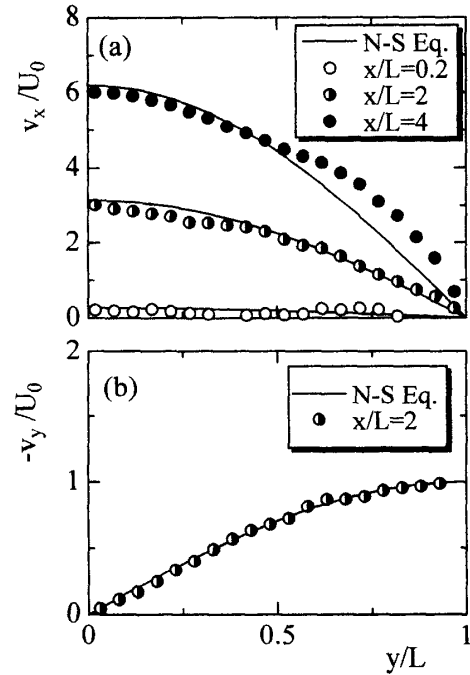 (a)
N-S Eq.
x/L=0.2
x/L=2
x/L=4
8
6
4
2
0
v_x/U_0
(b)
N-S Eq.
x/L=2
2
1
0
-v_y/U_0
0 0.5 1
y/L